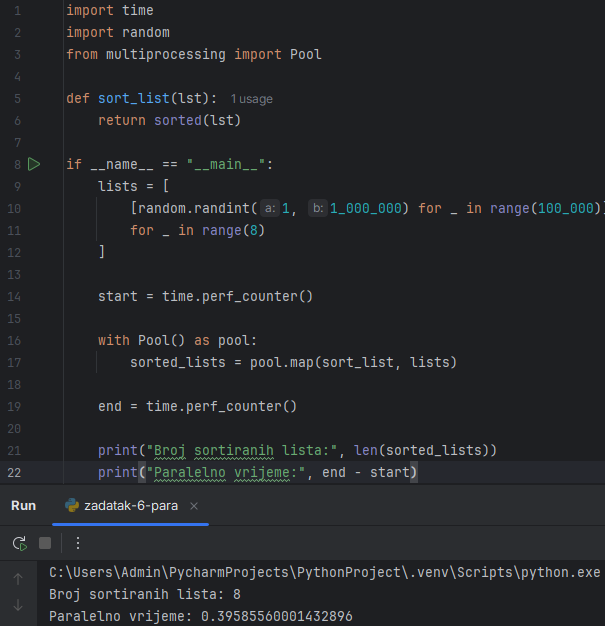 1 import time
2 import random
3 from multiprocessing import Pool
4
5 def sort_list(lst): 1 usage
6 return sorted(lst)
7
8 if __name__ == "__main__":
9 lists = [
10 [random.randint( a: 1, b: 1_000_000) for _ in range(100_000)]
11 for _ in range(8)
12 ]
13
14 start = time.perf_counter()
15
16 with Pool() as pool:
17 sorted_lists = pool.map(sort_list, lists)
18
19 end = time.perf_counter()
20
21 print("Broj sortiranih lista:", len(sorted_lists))
22 print("Paralelno vrijeme:", end - start)
Run zadatak-6-para ×
C:\Users\Admin\PycharmProjects\PythonProject\.venv\Scripts\python.exe
Broj sortiranih lista: 8
Paralelno vrijeme: 0.39585560001432896